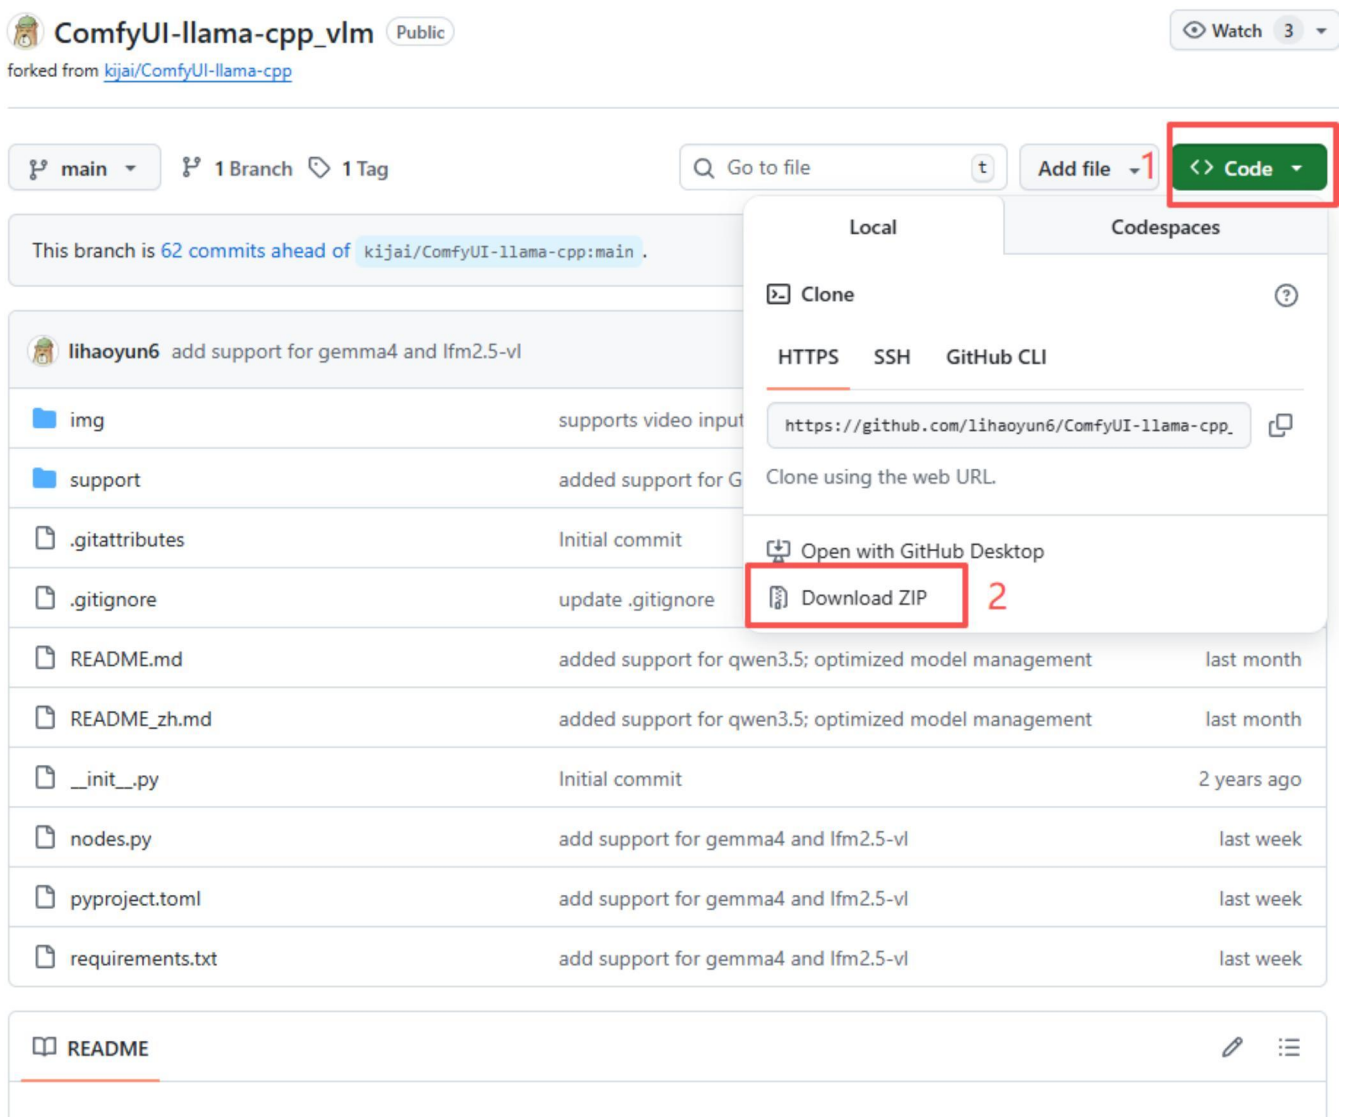 ComfyUI-llama-cpp_vlm Public Watch 3
forked from kijai/ComfyUI-llama-cpp
main 1 Branch 1 Tag Go to file t Add file 1 Code
This branch is 62 commits ahead of kijai/ComfyUI-llama-cpp:main .
Local Codespaces
Clone
HTTPS SSH GitHub CLI
https://github.com/lihaoyun6/ComfyUI-llama-cpp_
Clone using the web URL.
Open with GitHub Desktop
Download ZIP 2
lihaoyun6 add support for gemma4 and lfm2.5-vl
img supports video input
support added support for G
.gitattributes Initial commit
.gitignore update .gitignore
README.md added support for qwen3.5; optimized model management last month
README_zh.md added support for qwen3.5; optimized model management last month
__init__.py Initial commit 2 years ago
nodes.py add support for gemma4 and lfm2.5-vl last week
pyproject.toml add support for gemma4 and lfm2.5-vl last week
requirements.txt add support for gemma4 and lfm2.5-vl last week
README